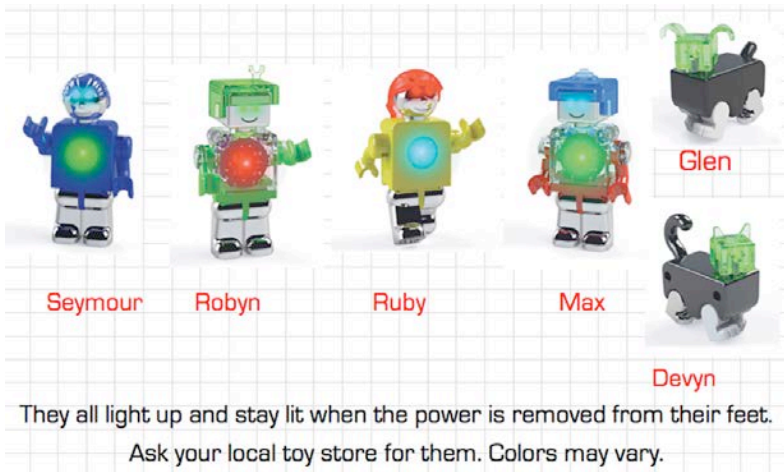 Glen
Seymour
Robyn
Ruby
Max
Devyn
They all light up and stay lit when the power is removed from their feet.
Ask your local toy store for them. Colors may vary.